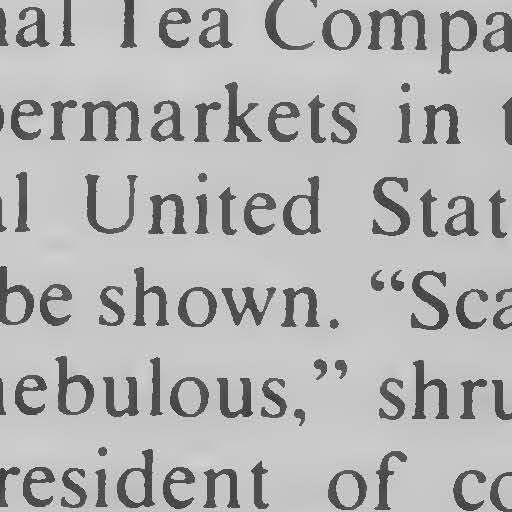 nal Tea Compa
permarkets in t
al United Stat
be shown. “Sca
nebulous,” shru
resident of co